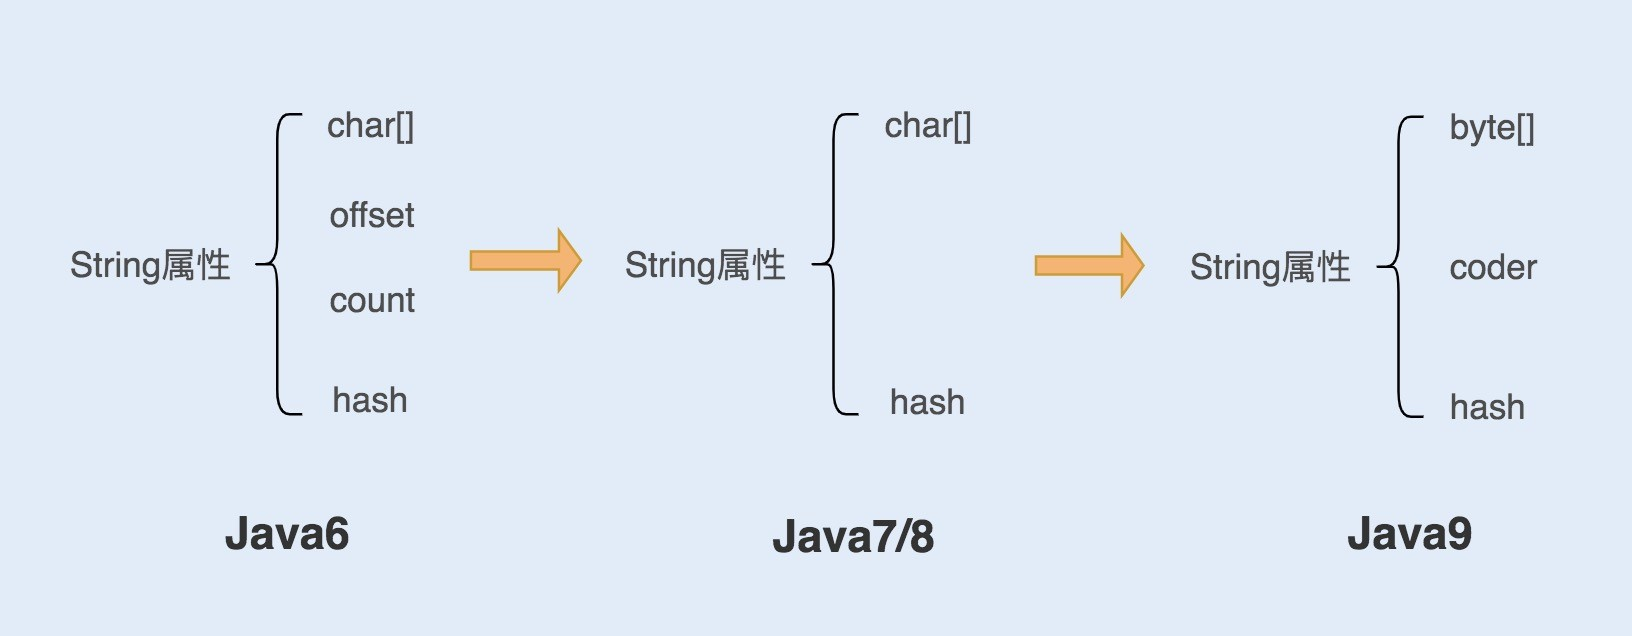 String属性
char[]
offset
count
hash
Java6
String属性
char[]
hash
Java7/8
String属性
byte[]
coder
hash
Java9